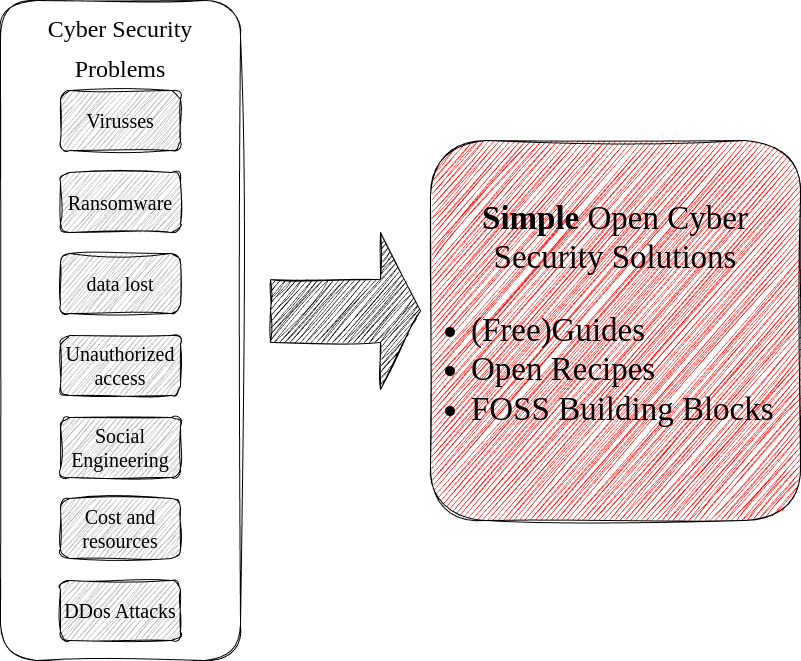 Cyber Security
Problems
Virusses
Ransomware
data lost
Unauthorized
access
Social
Engineering
Cost and
resources
DDos Attacks
Simple Open Cyber
Security Solutions
• (Free)Guides
• Open Recipes
• FOSS Building Blocks